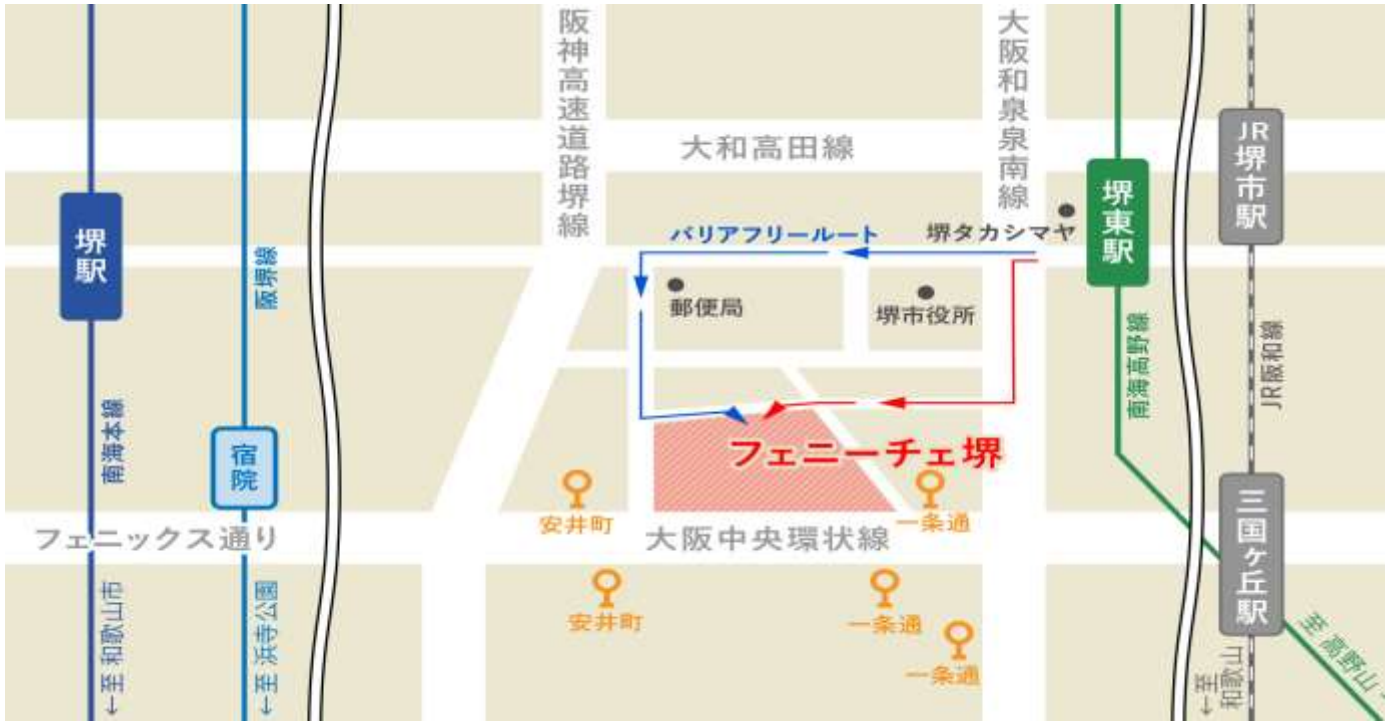 阪神高速道路堺線
大阪和泉泉南線
大和高田線
JR堺市駅
堺東駅
堺駅
阪堺線
バリアフリールート
堺タカシマヤ
郵便局
堺市役所
南海高野線
JR阪和線
南海本線
宿院
フェニーチェ堺
安井町
一条通
三国ヶ丘駅
フェニックス通り
大阪中央環状線
安井町
一条通
一条通
←至 和歌山市
←至 浜寺公園
←至
和歌山
至 高野山